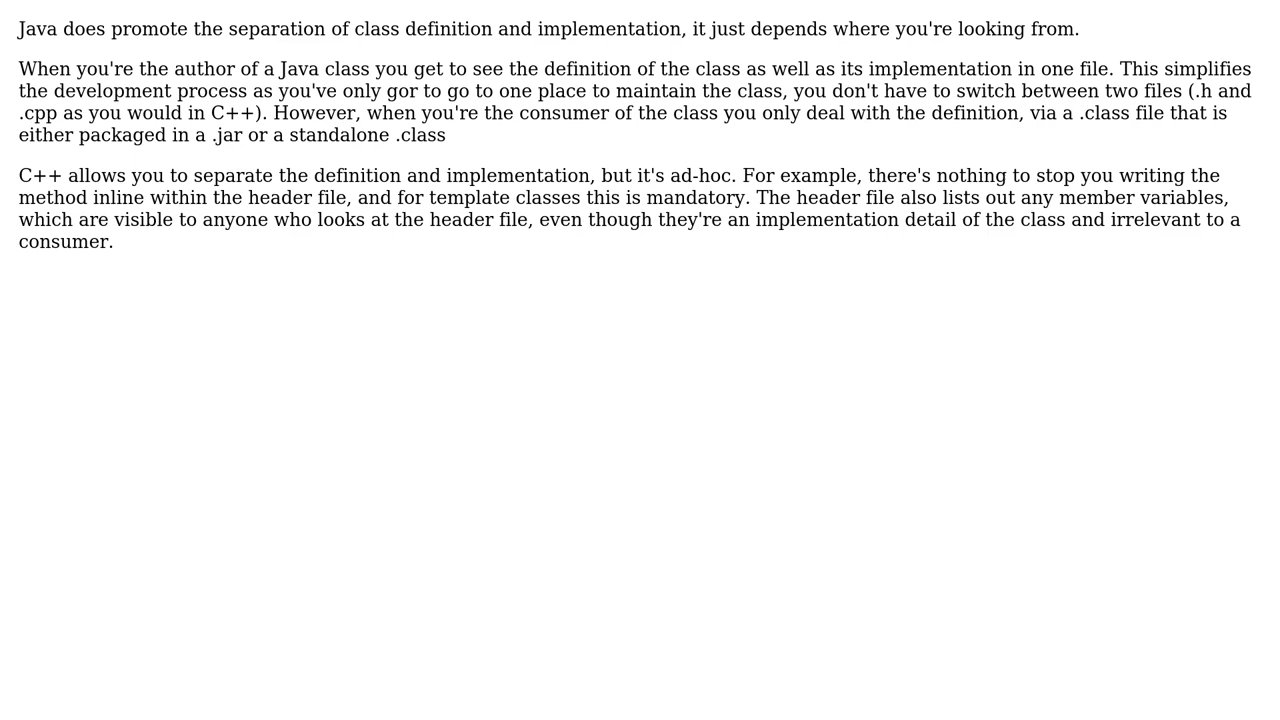 Java does promote the separation of class definition and implementation, it just depends where you're looking from.
When you're the author of a Java class you get to see the definition of the class as well as its implementation in one file. This simplifies
the development process as you've only gor to go to one place to maintain the class, you don't have to switch between two files (.h and
.cpp as you would in C++). However, when you're the consumer of the class you only deal with the definition, via a .class file that is
either packaged in a .jar or a standalone .class
C++ allows you to separate the definition and implementation, but it's ad-hoc. For example, there's nothing to stop you writing the
method inline within the header file, and for template classes this is mandatory. The header file also lists out any member variables,
which are visible to anyone who looks at the header file, even though they're an implementation detail of the class and irrelevant to a
consumer.